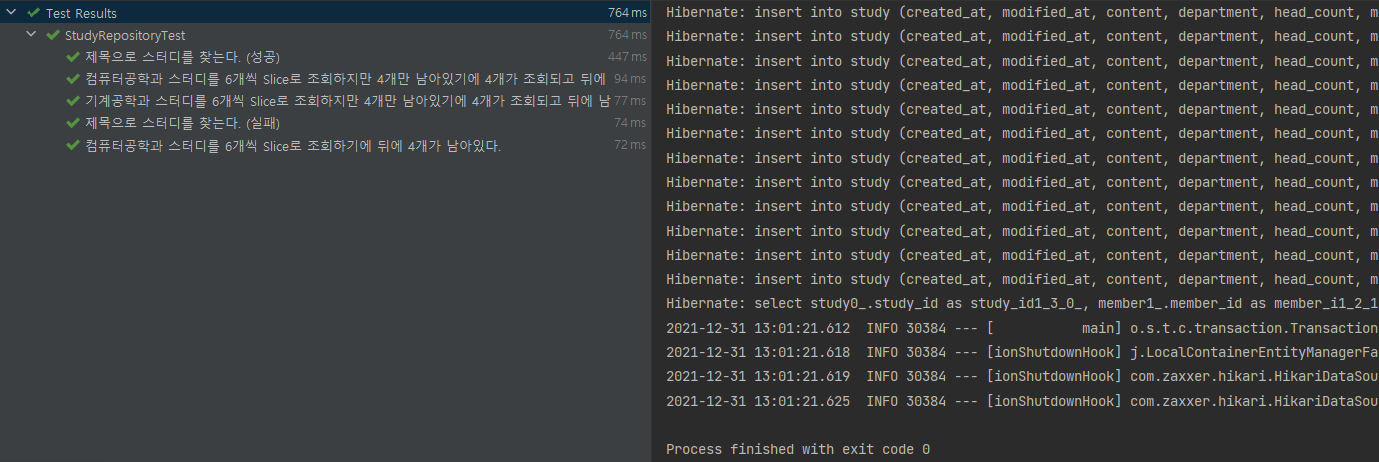 Test Results 764 ms
StudyRepositoryTest 764 ms
제목으로 스터디를 찾는다. (성공) 447 ms
컴퓨터공학과 스터디를 6개씩 Slice로 조회하지만 4개만 남아있기에 4개가 조회되고 뒤에 94 ms
기계공학과 스터디를 6개씩 Slice로 조회하지만 4개만 남아있기에 4개가 조회되고 뒤에 남 77 ms
제목으로 스터디를 찾는다. (실패) 74 ms
컴퓨터공학과 스터디를 6개씩 Slice로 조회하기에 뒤에 4개가 남아있다. 72 ms
Hibernate: insert into study (created_at, modified_at, content, department, head_count, m
Hibernate: insert into study (created_at, modified_at, content, department, head_count, m
Hibernate: insert into study (created_at, modified_at, content, department, head_count, m
Hibernate: insert into study (created_at, modified_at, content, department, head_count, m
Hibernate: insert into study (created_at, modified_at, content, department, head_count, m
Hibernate: insert into study (created_at, modified_at, content, department, head_count, m
Hibernate: insert into study (created_at, modified_at, content, department, head_count, m
Hibernate: insert into study (created_at, modified_at, content, department, head_count, m
Hibernate: insert into study (created_at, modified_at, content, department, head_count, m
Hibernate: insert into study (created_at, modified_at, content, department, head_count, m
Hibernate: insert into study (created_at, modified_at, content, department, head_count, m
Hibernate: insert into study (created_at, modified_at, content, department, head_count, m
Hibernate: select study0_.study_id as study_id1_3_0_, member1_.member_id as member_i1_2_1
2021-12-31 13:01:21.612  INFO 30384 --- [           main] o.s.t.c.transaction.Transaction
2021-12-31 13:01:21.618  INFO 30384 --- [ionShutdownHook] j.LocalContainerEntityManagerFa
2021-12-31 13:01:21.619  INFO 30384 --- [ionShutdownHook] com.zaxxer.hikari.HikariDataSou
2021-12-31 13:01:21.625  INFO 30384 --- [ionShutdownHook] com.zaxxer.hikari.HikariDataSou
Process finished with exit code 0